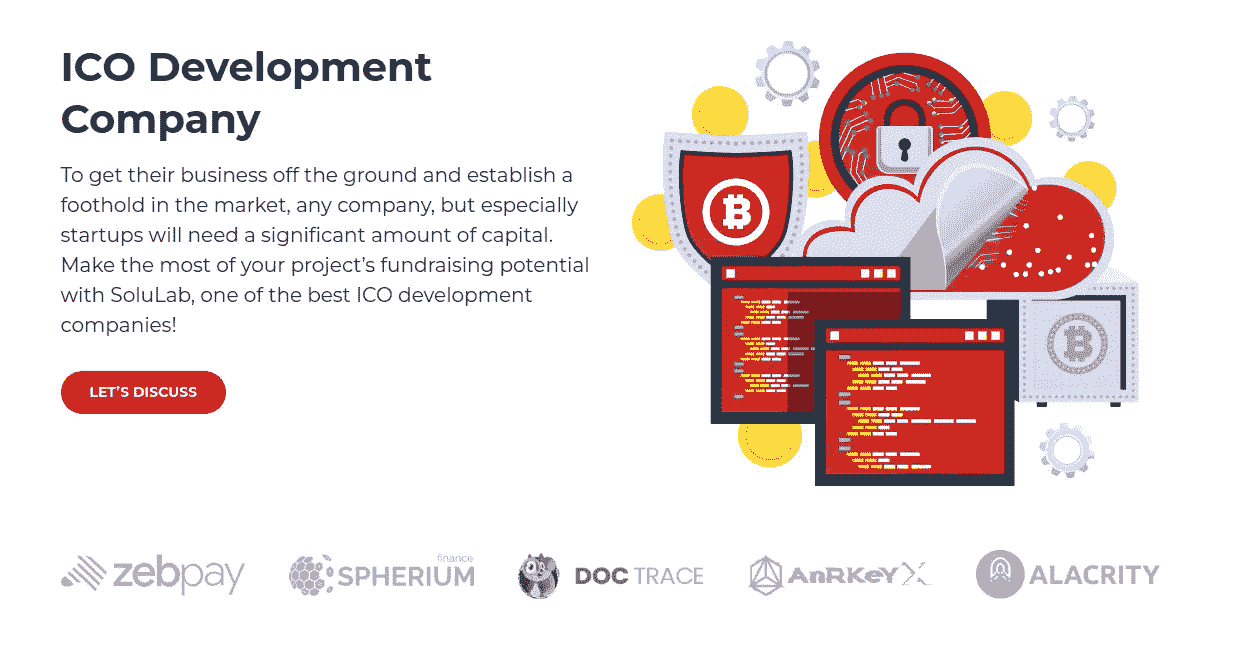 ICO Development
Company
To get their business off the ground and establish a
foothold in the market, any company, but especially
startups will need a significant amount of capital.
Make the most of your project's fundraising potential
with SoluLab, one of the best ICO development
companies!
LET'S DISCUSS
zebpay
finance
SPHERIUM
DOC TRACE
AnRKeY X
ALACRITY